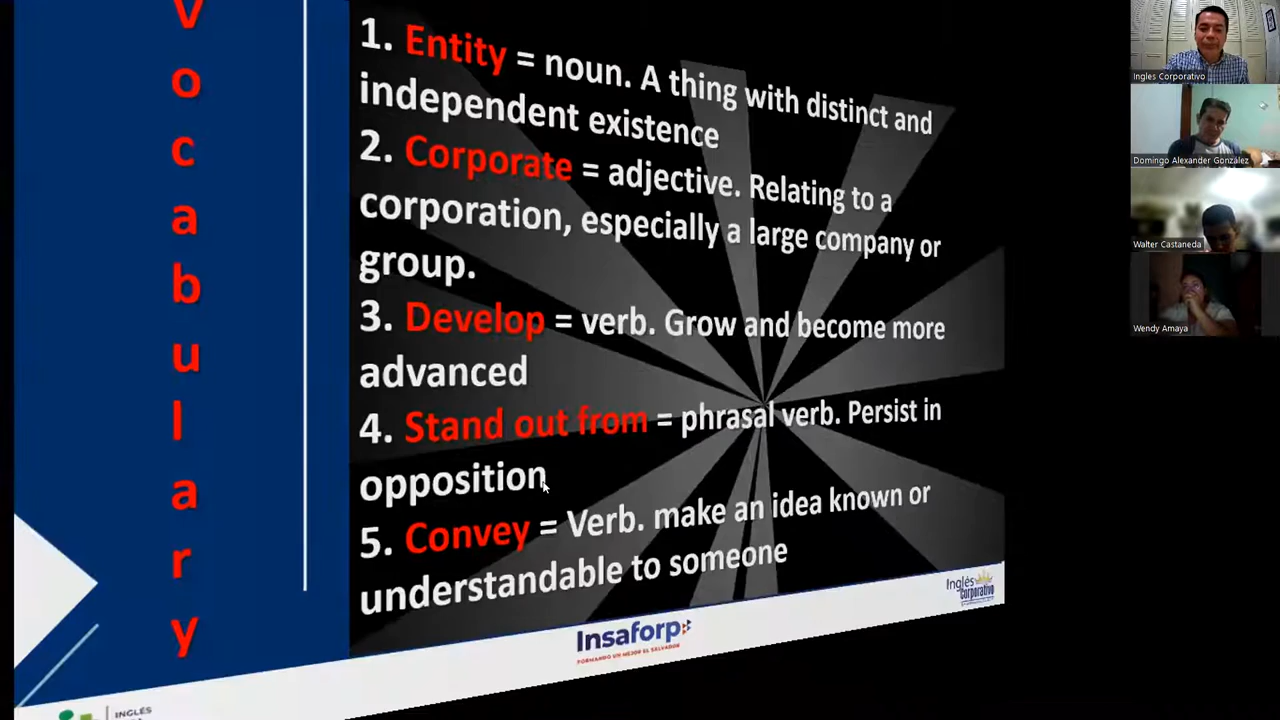 Vocabulary
1. Entity = noun. A thing with distinct and
independent existence
2. Corporate = adjective. Relating to a
corporation, especially a large company or
group.
3. Develop = verb. Grow and become more
advanced
4. Stand out from = phrasal verb. Persist in
opposition
5. Convey = Verb. make an idea known or
understandable to someone
Inglés
corporativo
Insaforp
FORMANDO UN MEJOR EL SALVADOR
INGLÉS
Ingles Corporativo
Domingo Alexander González
Walter Castaneda
Wendy Amaya